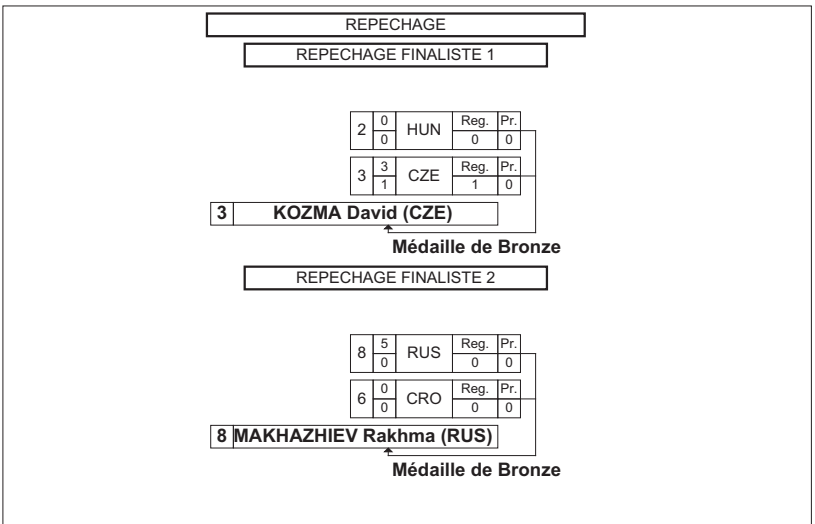 REPECHAGE
REPECHAGE FINALISTE 1
2 0 HUN Reg. Pr.
0 0 0
3 3 CZE Reg. Pr.
1 1 0
3 KOZMA David (CZE)
Médaille de Bronze
REPECHAGE FINALISTE 2
8 5 RUS Reg. Pr.
0 0 0
6 0 CRO Reg. Pr.
0 0 0
8 MAKHAZHIEV Rakhma (RUS)
Médaille de Bronze